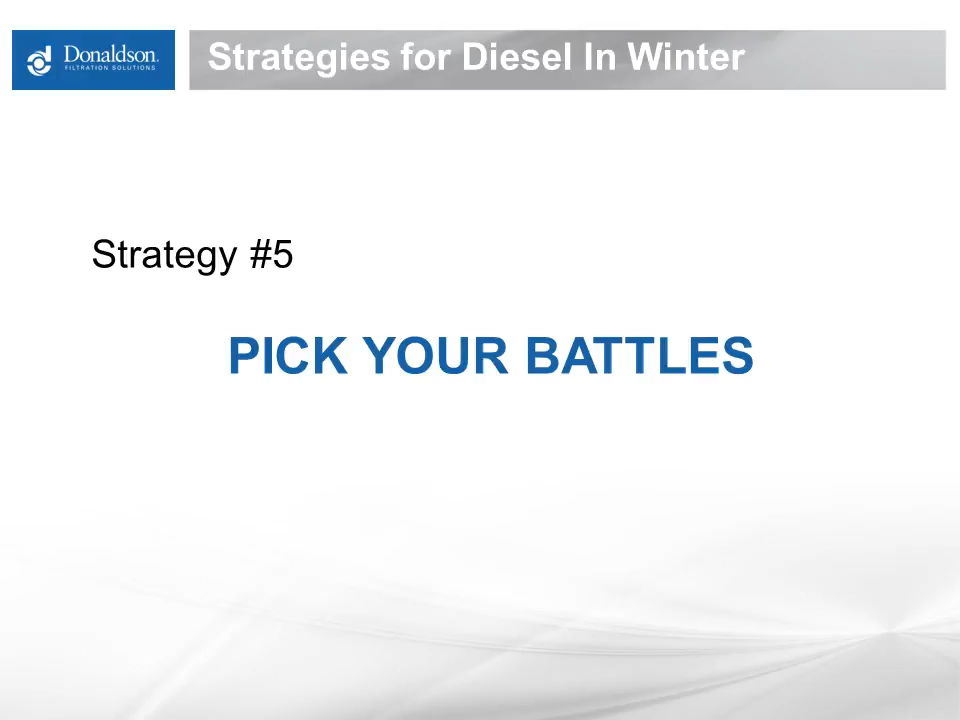 Donaldson.
FILTRATION SOLUTIONS
Strategies for Diesel In Winter
Strategy #5
PICK YOUR BATTLES